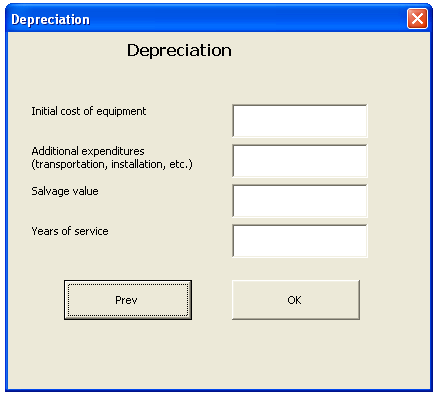 Depreciation
Depreciation
Initial cost of equipment
Additional expenditures
(transportation, installation, etc.)
Salvage value
Years of service
Prev
OK